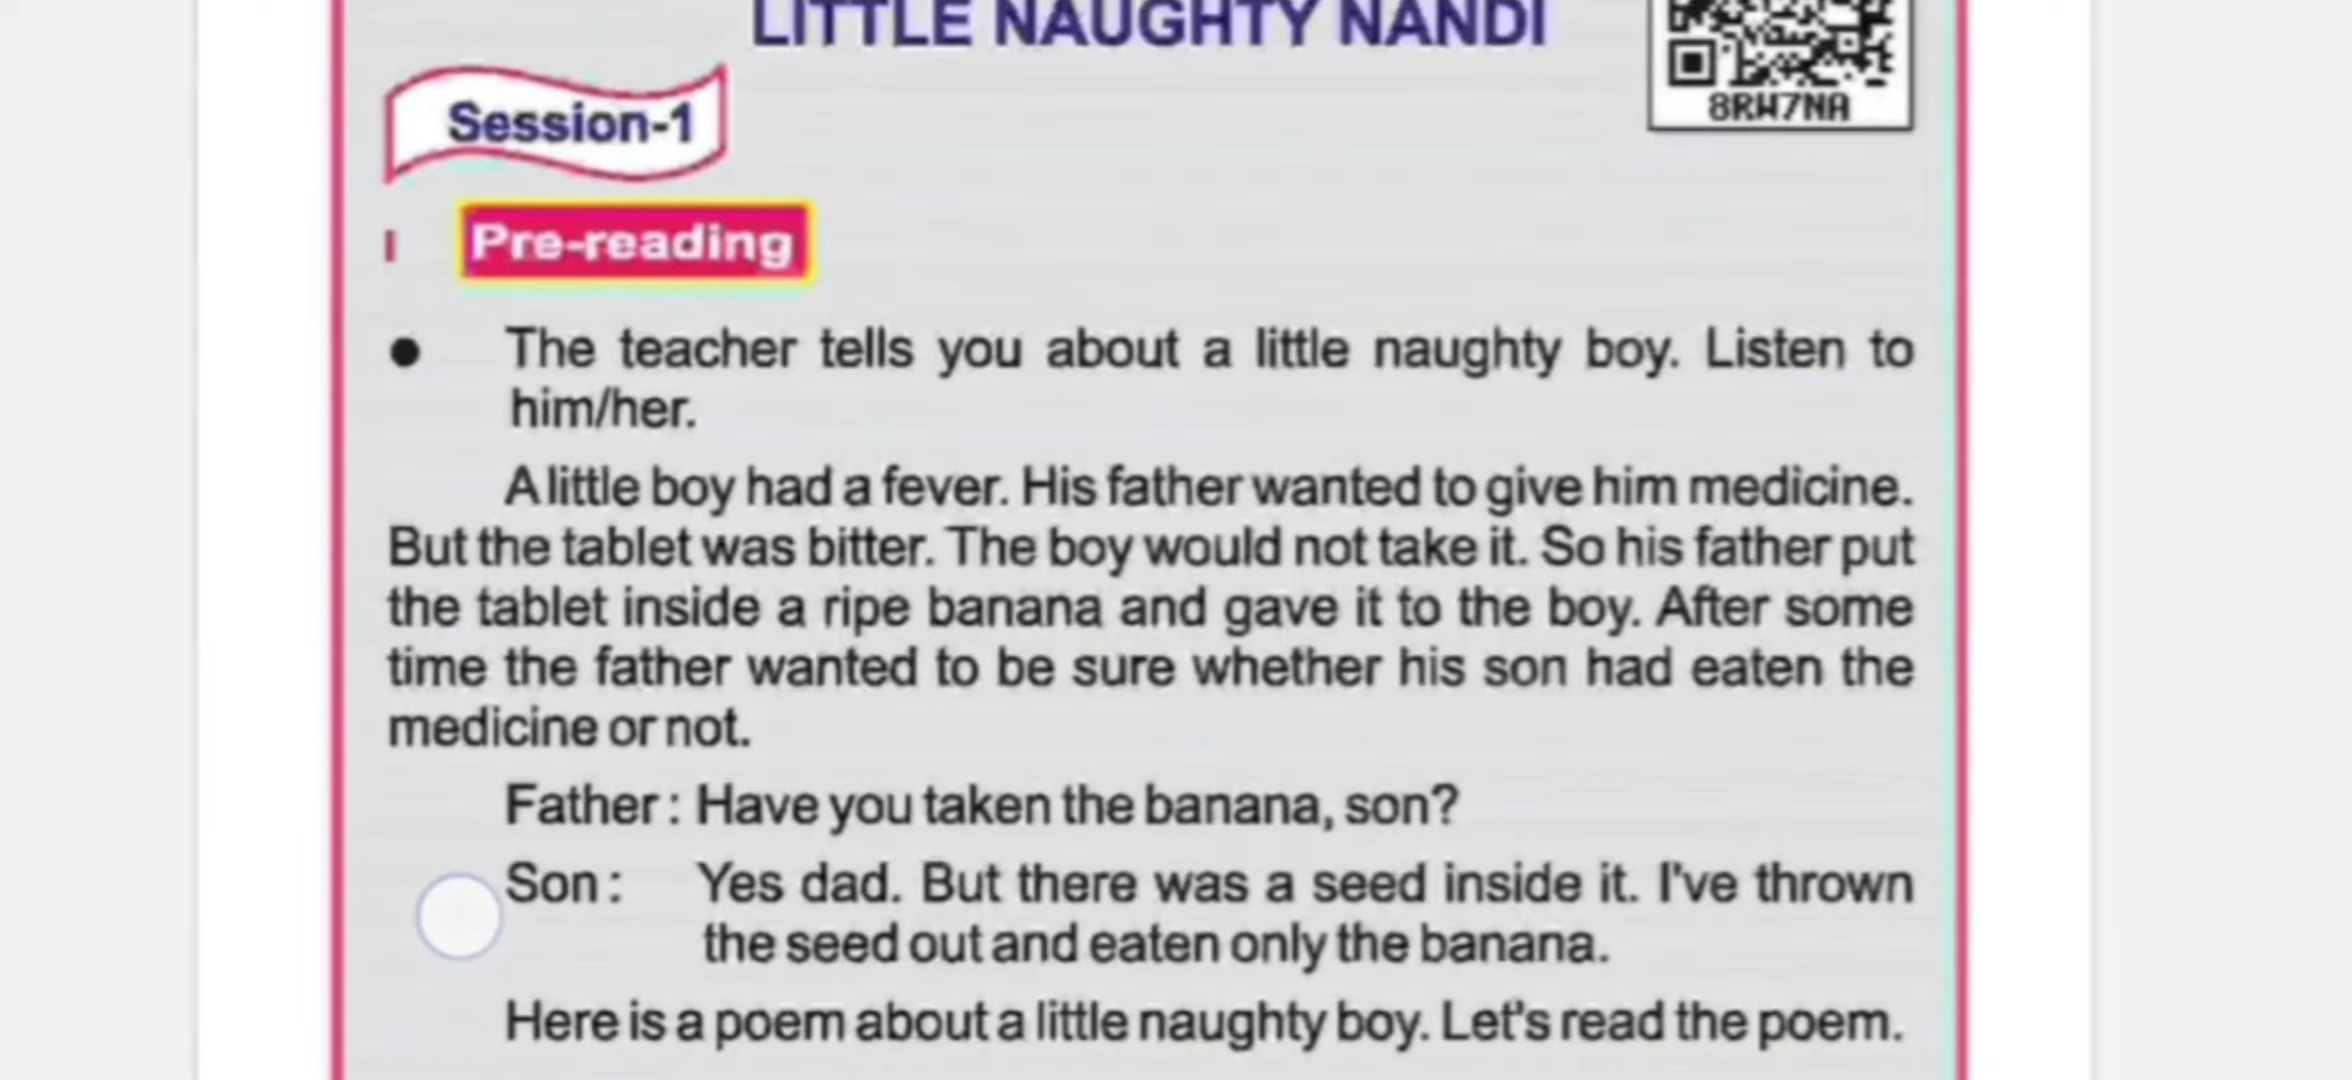 LITTLE NAUGHTY NANDI
8RW7NA
Session-1
I Pre-reading
● The teacher tells you about a little naughty boy. Listen to
him/her.
A little boy had a fever. His father wanted to give him medicine.
But the tablet was bitter. The boy would not take it. So his father put
the tablet inside a ripe banana and gave it to the boy. After some
time the father wanted to be sure whether his son had eaten the
medicine or not.
Father : Have you taken the banana, son?
Son : Yes dad. But there was a seed inside it. I've thrown
the seed out and eaten only the banana.
Here is a poem about a little naughty boy. Let's read the poem.